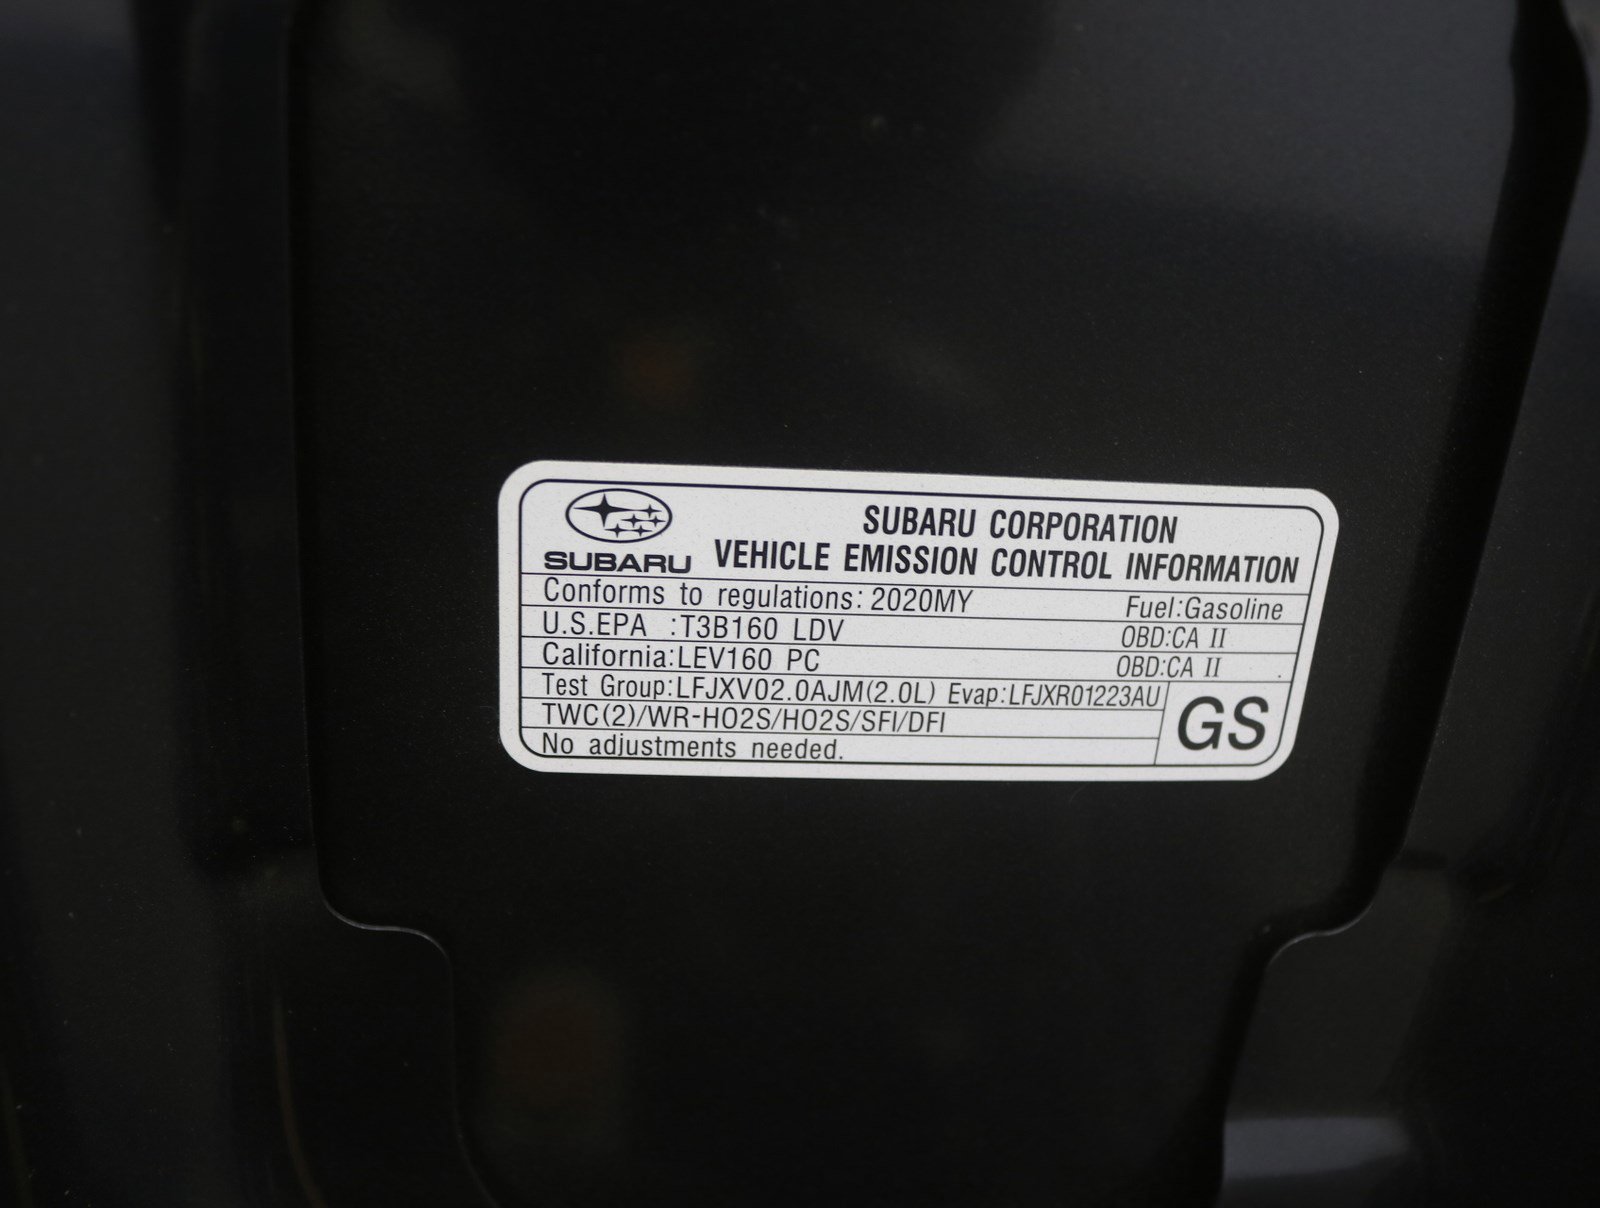 SUBARU
SUBARU CORPORATION
VEHICLE EMISSION CONTROL INFORMATION
Conforms to regulations: 2020MY Fuel:Gasoline
U.S.EPA :T3B160 LDV OBD:CA II
California:LEV160 PC OBD:CA II
Test Group:LFJXV02.0AJM(2.0L) Evap:LFJXR01223AU
TWC(2)/WR-HO2S/HO2S/SFI/DFI
No adjustments needed.
GS